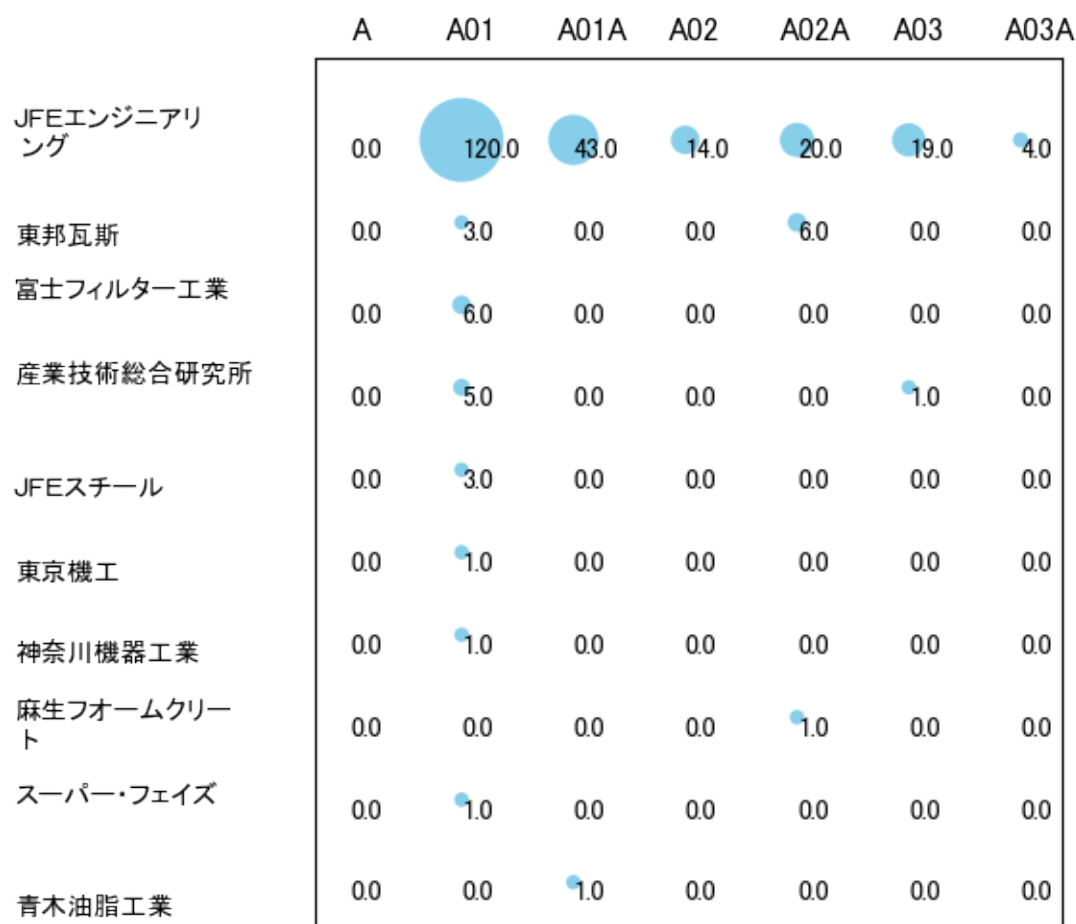 A A01 A01A A02 A02A A03 A03A
JFEエンジニアリ
ング
0.0 120.0 43.0 14.0 20.0 19.0 4.0
東邦瓦斯 0.0 3.0 0.0 0.0 6.0 0.0 0.0
富士フィルター工業 0.0 6.0 0.0 0.0 0.0 0.0 0.0
産業技術総合研究所 0.0 5.0 0.0 0.0 0.0 1.0 0.0
JFEスチール 0.0 3.0 0.0 0.0 0.0 0.0 0.0
東京機工 0.0 1.0 0.0 0.0 0.0 0.0 0.0
神奈川機器工業 0.0 1.0 0.0 0.0 0.0 0.0 0.0
麻生フオームクリー
ト
0.0 0.0 0.0 0.0 1.0 0.0 0.0
スーパー・フェイズ 0.0 1.0 0.0 0.0 0.0 0.0 0.0
青木油脂工業 0.0 0.0 1.0 0.0 0.0 0.0 0.0